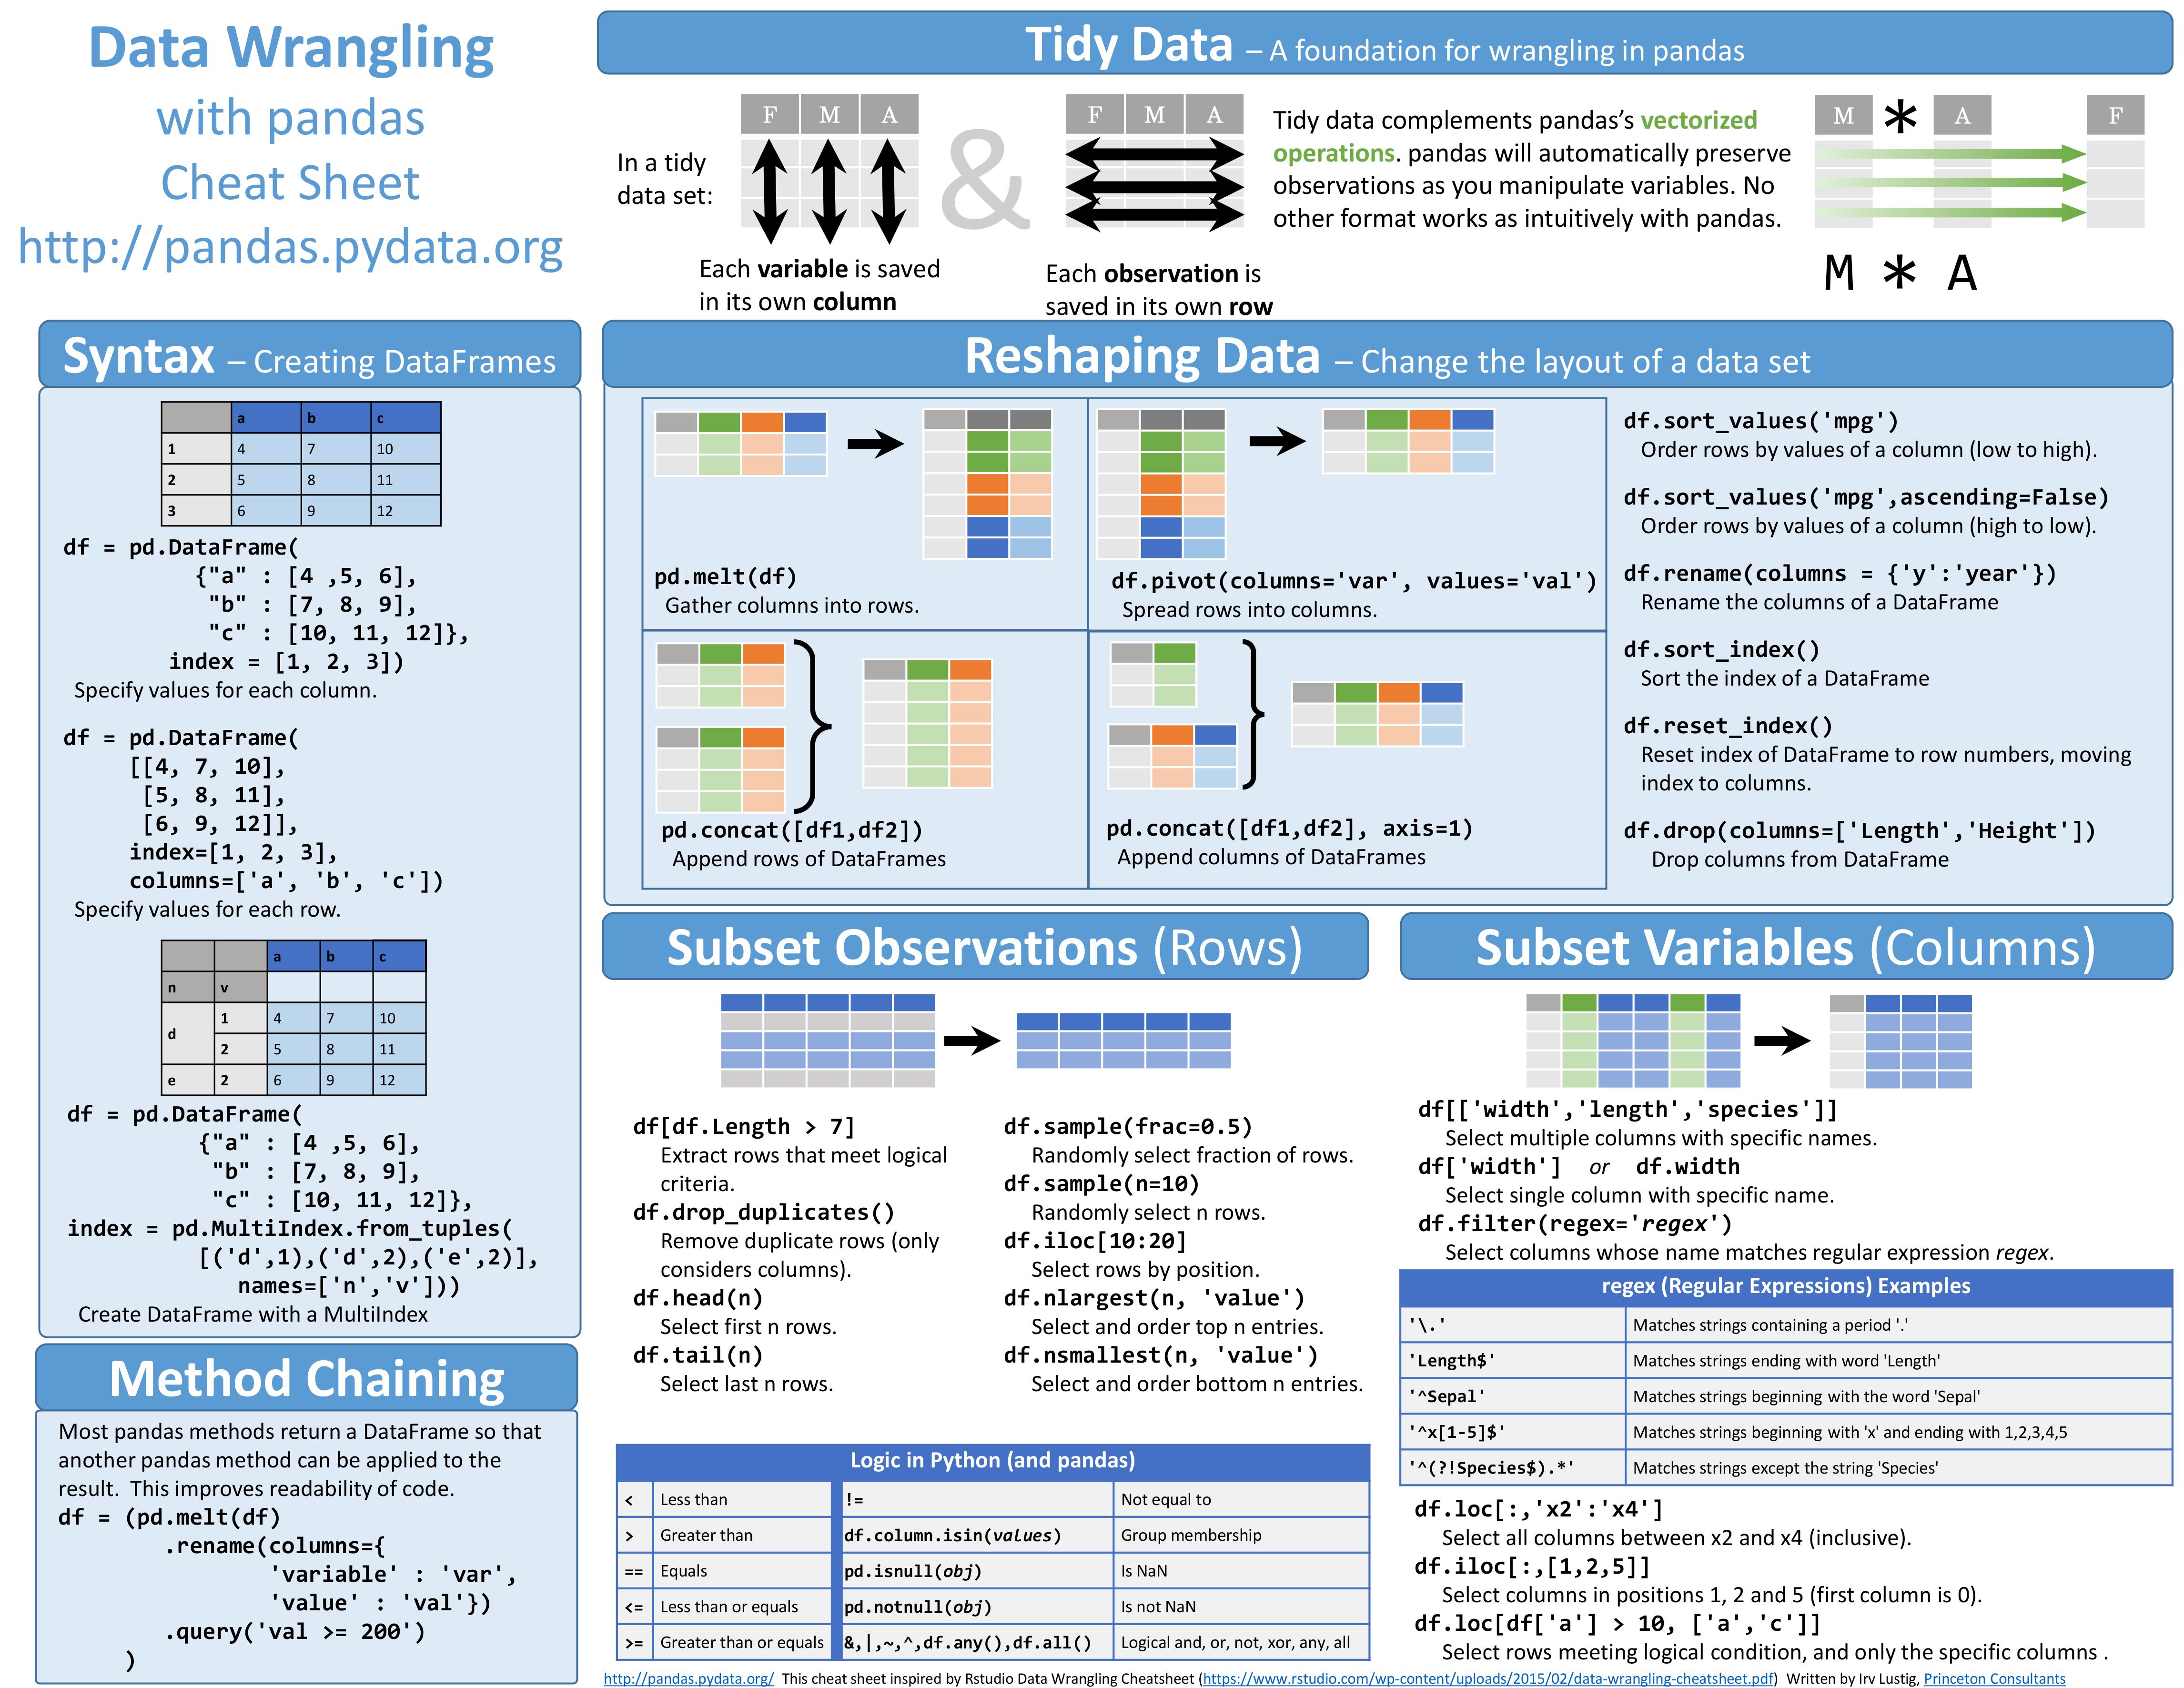 Data Wrangling
with pandas
Cheat Sheet
http://pandas.pydata.org
Tidy Data – A foundation for wrangling in pandas
In a tidy
data set:
F M A
Each variable is saved
in its own column
&
F M A
Each observation is
saved in its own row
Tidy data complements pandas's vectorized
operations. pandas will automatically preserve
observations as you manipulate variables. No
other format works as intuitively with pandas.
M * A F
M * A
Syntax – Creating DataFrames
a b c
1 4 7 10
2 5 8 11
3 6 9 12
df = pd.DataFrame(
{"a" : [4 ,5, 6],
"b" : [7, 8, 9],
"c" : [10, 11, 12]},
index = [1, 2, 3])
Specify values for each column.
df = pd.DataFrame(
[[4, 7, 10],
[5, 8, 11],
[6, 9, 12]],
index=[1, 2, 3],
columns=['a', 'b', 'c'])
Specify values for each row.
a b c
n v
d 1 4 7 10
2 5 8 11
e 2 6 9 12
df = pd.DataFrame(
{"a" : [4 ,5, 6],
"b" : [7, 8, 9],
"c" : [10, 11, 12]},
index = pd.MultiIndex.from_tuples(
[('d',1),('d',2),('e',2)],
names=['n','v']))
Create DataFrame with a MultiIndex
Method Chaining
Most pandas methods return a DataFrame so that
another pandas method can be applied to the
result. This improves readability of code.
df = (pd.melt(df)
.rename(columns={
'variable' : 'var',
'value' : 'val'})
.query('val >= 200')
)
Reshaping Data – Change the layout of a data set
pd.melt(df)
Gather columns into rows.
df.pivot(columns='var', values='val')
Spread rows into columns.
pd.concat([df1,df2])
Append rows of DataFrames
pd.concat([df1,df2], axis=1)
Append columns of DataFrames
df.sort_values('mpg')
Order rows by values of a column (low to high).
df.sort_values('mpg',ascending=False)
Order rows by values of a column (high to low).
df.rename(columns = {'y':'year'})
Rename the columns of a DataFrame
df.sort_index()
Sort the index of a DataFrame
df.reset_index()
Reset index of DataFrame to row numbers, moving
index to columns.
df.drop(columns=['Length','Height'])
Drop columns from DataFrame
Subset Observations (Rows)
df[df.Length > 7]
Extract rows that meet logical
criteria.
df.drop_duplicates()
Remove duplicate rows (only
considers columns).
df.head(n)
Select first n rows.
df.tail(n)
Select last n rows.
df.sample(frac=0.5)
Randomly select fraction of rows.
df.sample(n=10)
Randomly select n rows.
df.iloc[10:20]
Select rows by position.
df.nlargest(n, 'value')
Select and order top n entries.
df.nsmallest(n, 'value')
Select and order bottom n entries.
Logic in Python (and pandas)
< Less than != Not equal to
> Greater than df.column.isin(values) Group membership
== Equals pd.isnull(obj) Is NaN
<= Less than or equals pd.notnull(obj) Is not NaN
>= Greater than or equals &,|,~,^,df.any(),df.all() Logical and, or, not, xor, any, all
Subset Variables (Columns)
df[['width','length','species']]
Select multiple columns with specific names.
df['width'] or df.width
Select single column with specific name.
df.filter(regex='regex')
Select columns whose name matches regular expression regex.
regex (Regular Expressions) Examples
'\.' Matches strings containing a period '.'
'Length$' Matches strings ending with word 'Length'
'^Sepal' Matches strings beginning with the word 'Sepal'
'^x[1-5]$' Matches strings beginning with 'x' and ending with 1,2,3,4,5
'^(?!Species$).*' Matches strings except the string 'Species'
df.loc[:,'x2':'x4']
Select all columns between x2 and x4 (inclusive).
df.iloc[:,[1,2,5]]
Select columns in positions 1, 2 and 5 (first column is 0).
df.loc[df['a'] > 10, ['a','c']]
Select rows meeting logical condition, and only the specific columns .
http://pandas.pydata.org/ This cheat sheet inspired by Rstudio Data Wrangling Cheatsheet (https://www.rstudio.com/wp-content/uploads/2015/02/data-wrangling-cheatsheet.pdf) Written by Irv Lustig, Princeton Consultants